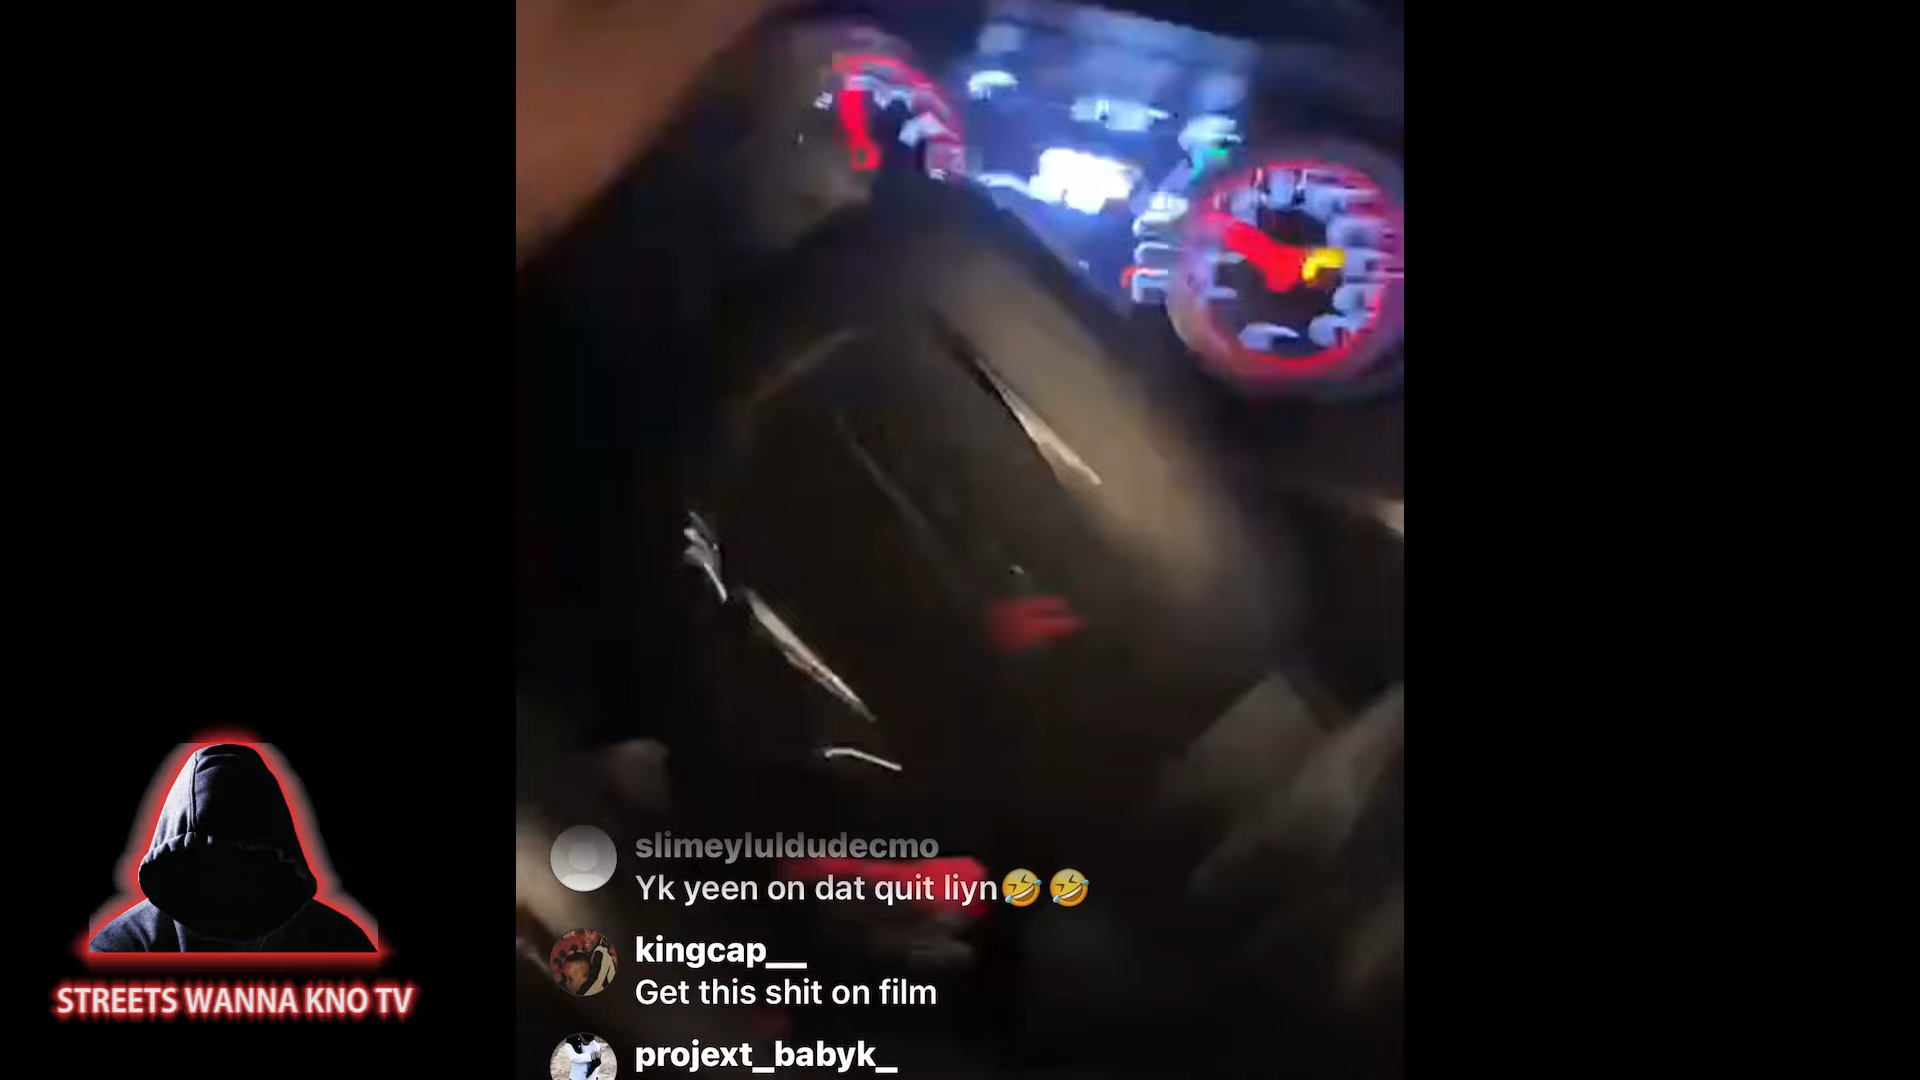 slimeyluldudecmo
Yk yeen on dat quit liyn🤣🤣
kingcap__
Get this shit on film
projext_babyk_
STREETS WANNA KNO TV